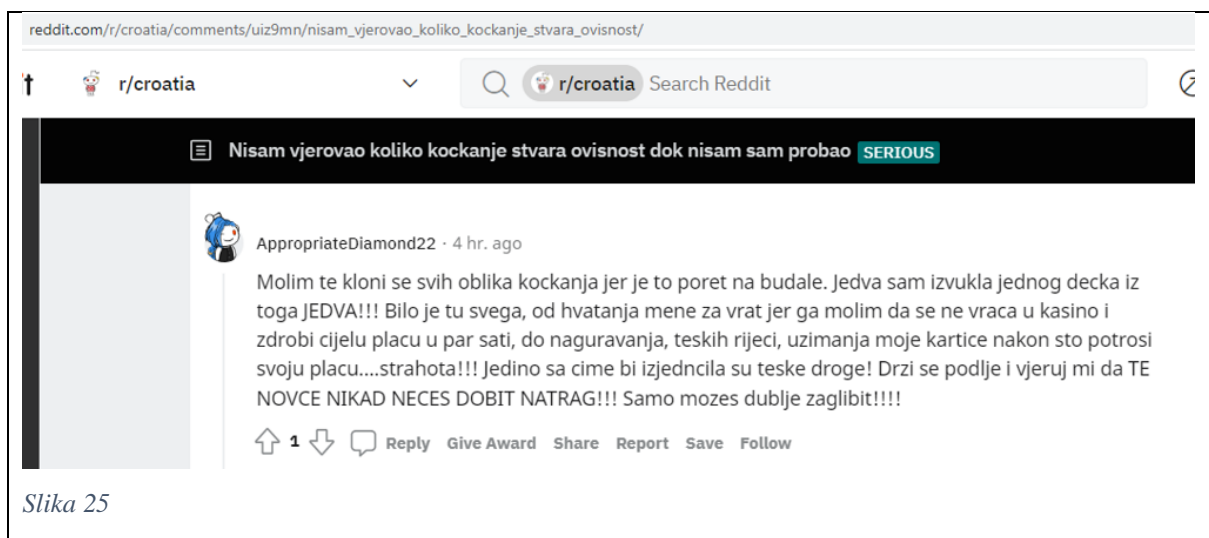 reddit.com/r/croatia/comments/uiz9mn/nisam_vjerovao_koliko_kockanje_stvara_ovisnost/
r/croatia r/croatia Search Reddit
Nisam vjerovao koliko kockanje stvara ovisnost dok nisam sam probao SERIOUS
AppropriateDiamond22 · 4 hr. ago
Molim te kloni se svih oblika kockanja jer je to poret na budale. Jedva sam izvukla jednog decka iz
toga JEDVA!!! Bilo je tu svega, od hvatanja mene za vrat jer ga molim da se ne vraca u kasino i
zdrobi cijelu placu u par sati, do naguravanja, teskih rijeci, uzimanja moje kartice nakon sto potrosi
svoju placu....strahota!!! Jedino sa cime bi izjedncila su teske droge! Drzi se podlje i vjeruj mi da TE
NOVCE NIKAD NECES DOBIT NATRAG!!! Samo mozes dublje zaglibit!!!!
1 Reply Give Award Share Report Save Follow
Slika 25